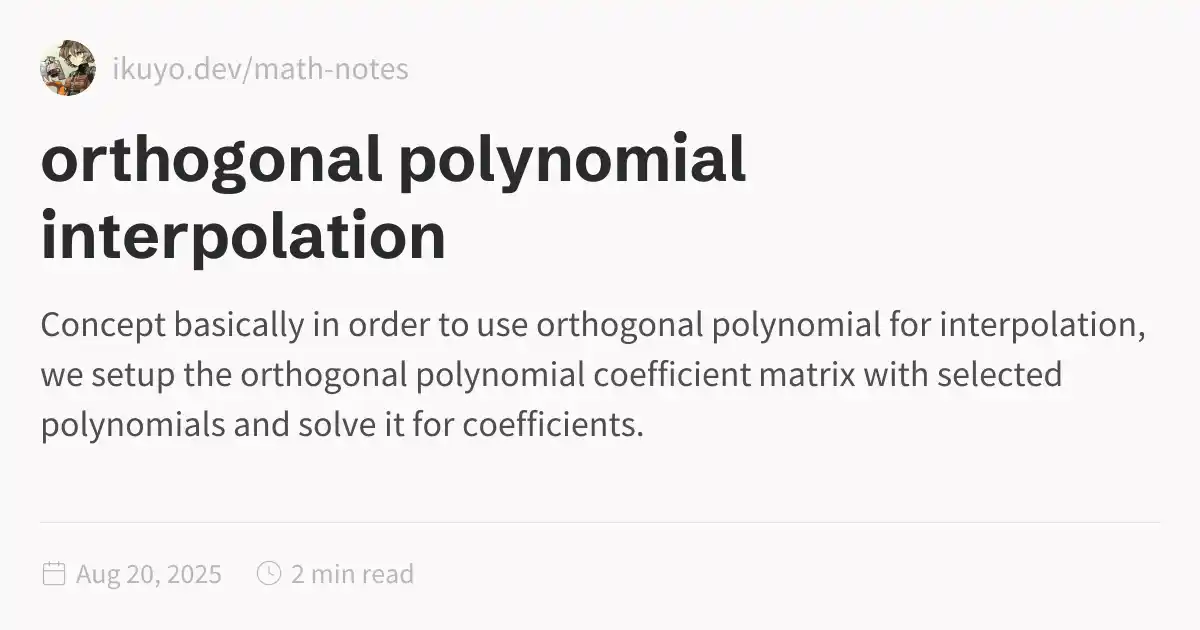 ikuyo.dev/math-notes
orthogonal polynomial
interpolation
Concept basically in order to use orthogonal polynomial for interpolation,
we setup the orthogonal polynomial coefficient matrix with selected
polynomials and solve it for coefficients.
Aug 20, 2025 2 min read